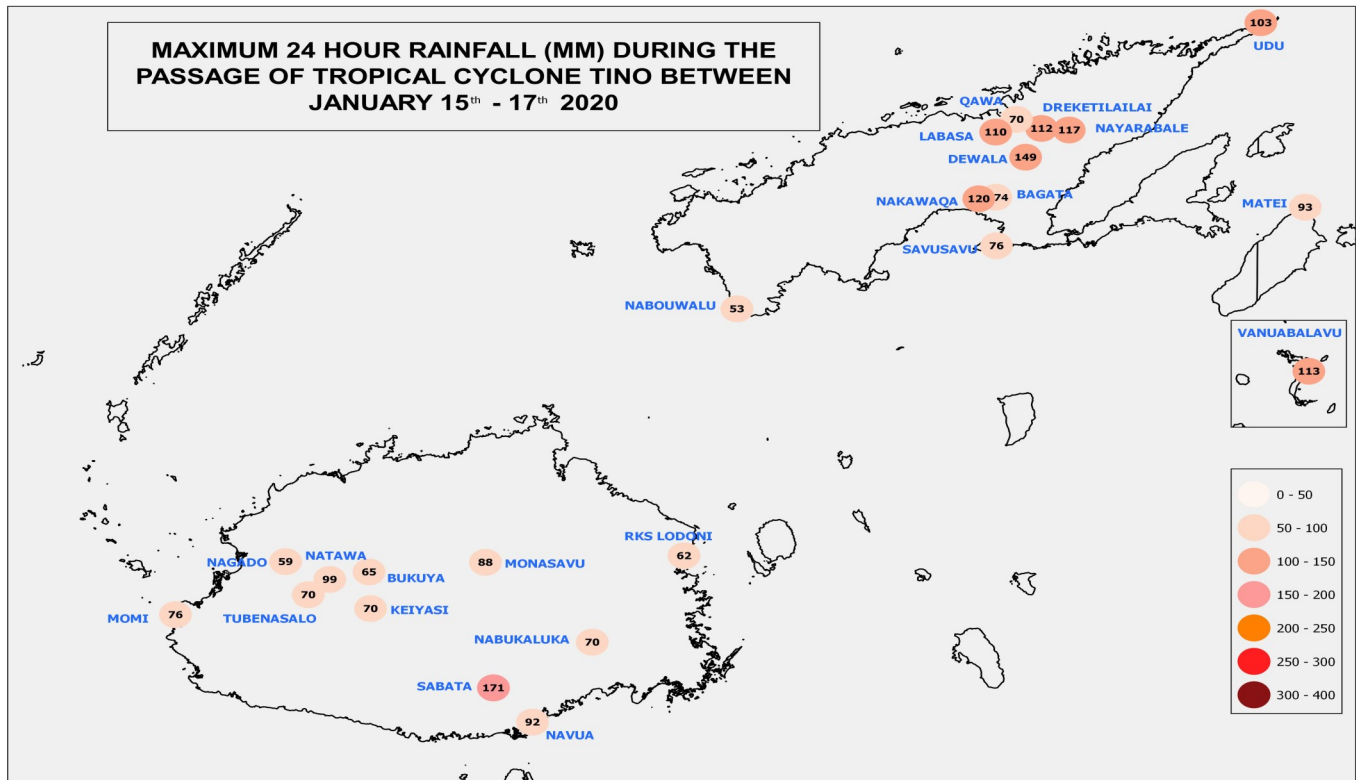 MAXIMUM 24 HOUR RAINFALL (MM) DURING THE
PASSAGE OF TROPICAL CYCLONE TINO BETWEEN
JANUARY 15th - 17th 2020
103
UDU
QAWA
70
DREKETILAILAI
LABASA
110
112
117
NAYARABALE
DEWALA
149
NAKAWAQA
120
74
BAGATA
MATEI
93
SAVUSAVU
76
NABOUWALU
53
VANUABALAVU
113
0 - 50
50 - 100
100 - 150
150 - 200
200 - 250
250 - 300
300 - 400
RKS LODONI
62
NAGADO
59
NATAWA
99
65
BUKUYA
88
MONASAVU
70
TUBENASALO
70
KEIYASI
MOMI
76
NABUKALUKA
70
SABATA
171
92
NAVUA